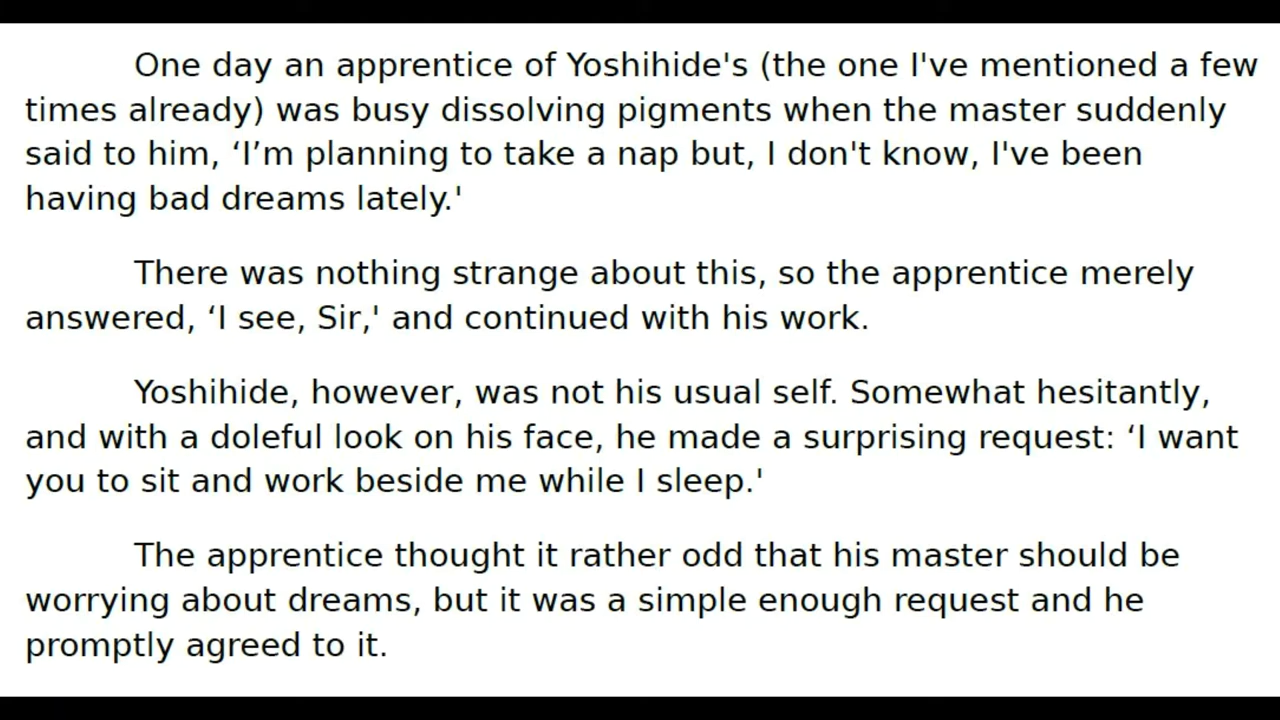 One day an apprentice of Yoshihide's (the one I've mentioned a few
times already) was busy dissolving pigments when the master suddenly
said to him, ‘I’m planning to take a nap but, I don't know, I've been
having bad dreams lately.'
There was nothing strange about this, so the apprentice merely
answered, ‘I see, Sir,' and continued with his work.
Yoshihide, however, was not his usual self. Somewhat hesitantly,
and with a doleful look on his face, he made a surprising request: ‘I want
you to sit and work beside me while I sleep.'
The apprentice thought it rather odd that his master should be
worrying about dreams, but it was a simple enough request and he
promptly agreed to it.